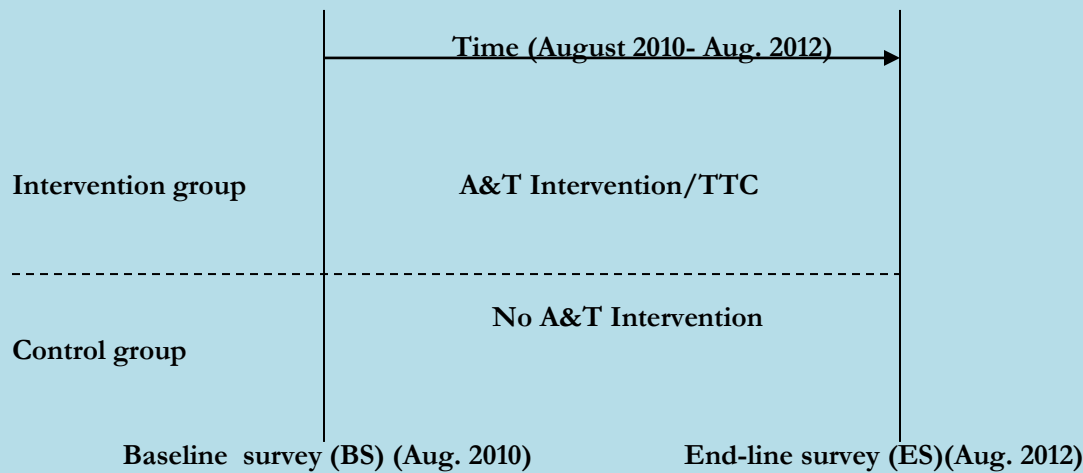 Time (August 2010- Aug. 2012)
Intervention group
A&T Intervention/TTC
No A&T Intervention
Control group
Baseline survey (BS) (Aug. 2010)
End-line survey (ES)(Aug. 2012)